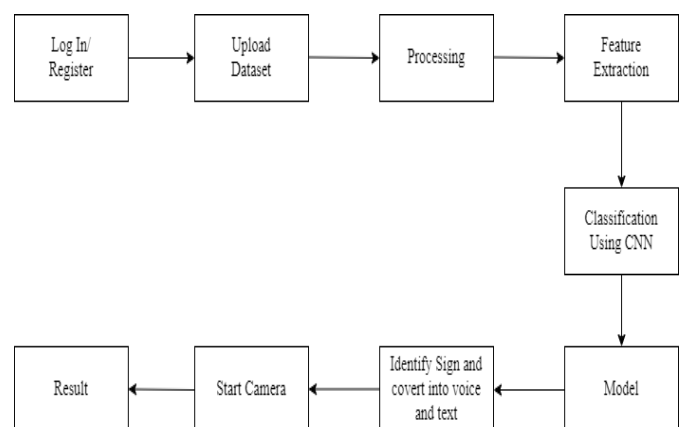 Log In/
Register
Upload
Dataset
Processing
Feature
Extraction
Classification
Using CNN
Model
Identify Sign and
covert into voice
and text
Start Camera
Result